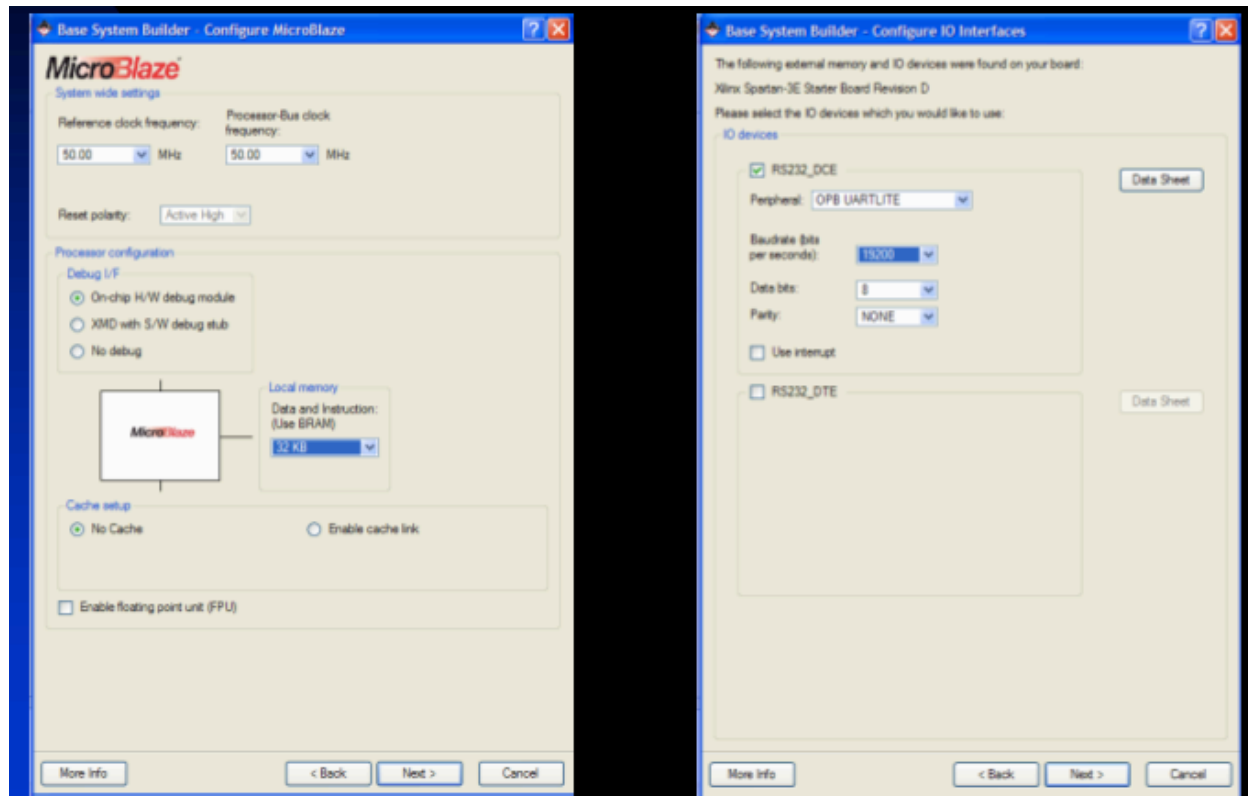 Base System Builder - Configure MicroBlaze
MicroBlaze
System wide settings
Reference clock frequency:
Processor-Bus clock
frequency:
50.00 MHz
50.00 MHz
Reset polarity: Active High
Processor configuration
Debug I/F
On-chip H/W debug module
XMD with S/W debug stub
No debug
MicroBlaze
Local memory
Data and Instruction:
(Use BRAM)
32 KB
Cache setup
No Cache
Enable cache link
Enable floating point unit (FPU)
More Info
< Back
Next >
Cancel
Base System Builder - Configure IO Interfaces
The following external memory and IO devices were found on your board:
Xilinx Spartan-3E Starter Board Revision D
Please select the IO devices which you would like to use:
IO devices
RS232_DCE
Data Sheet
Peripheral: OPB UARTLITE
Baudrate (bits
per seconds): 19200
Data bits: 8
Parity: NONE
Use interrupt
RS232_DTE
Data Sheet
More Info
< Back
Next >
Cancel